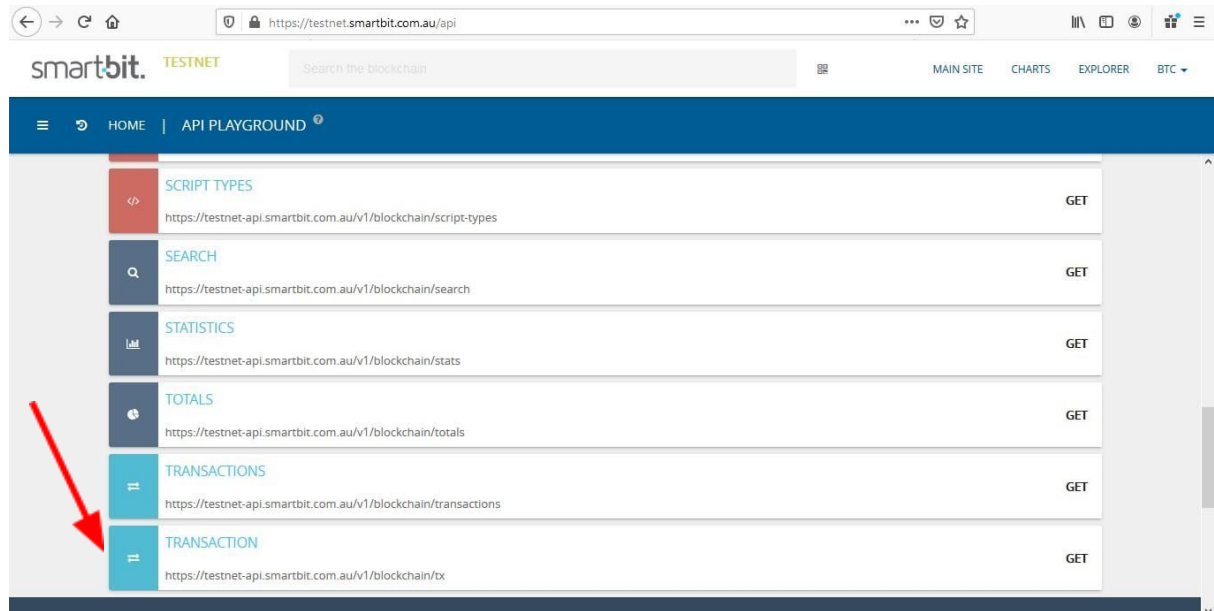 https://testnet.smartbit.com.au/api
smartbit. TESTNET Search the blockchain MAIN SITE CHARTS EXPLORER BTC
HOME | API PLAYGROUND ?
SCRIPT TYPES
GET
https://testnet-api.smartbit.com.au/v1/blockchain/script-types
SEARCH
GET
https://testnet-api.smartbit.com.au/v1/blockchain/search
STATISTICS
GET
https://testnet-api.smartbit.com.au/v1/blockchain/stats
TOTALS
GET
https://testnet-api.smartbit.com.au/v1/blockchain/totals
TRANSACTIONS
GET
https://testnet-api.smartbit.com.au/v1/blockchain/transactions
TRANSACTION
GET
https://testnet-api.smartbit.com.au/v1/blockchain/tx